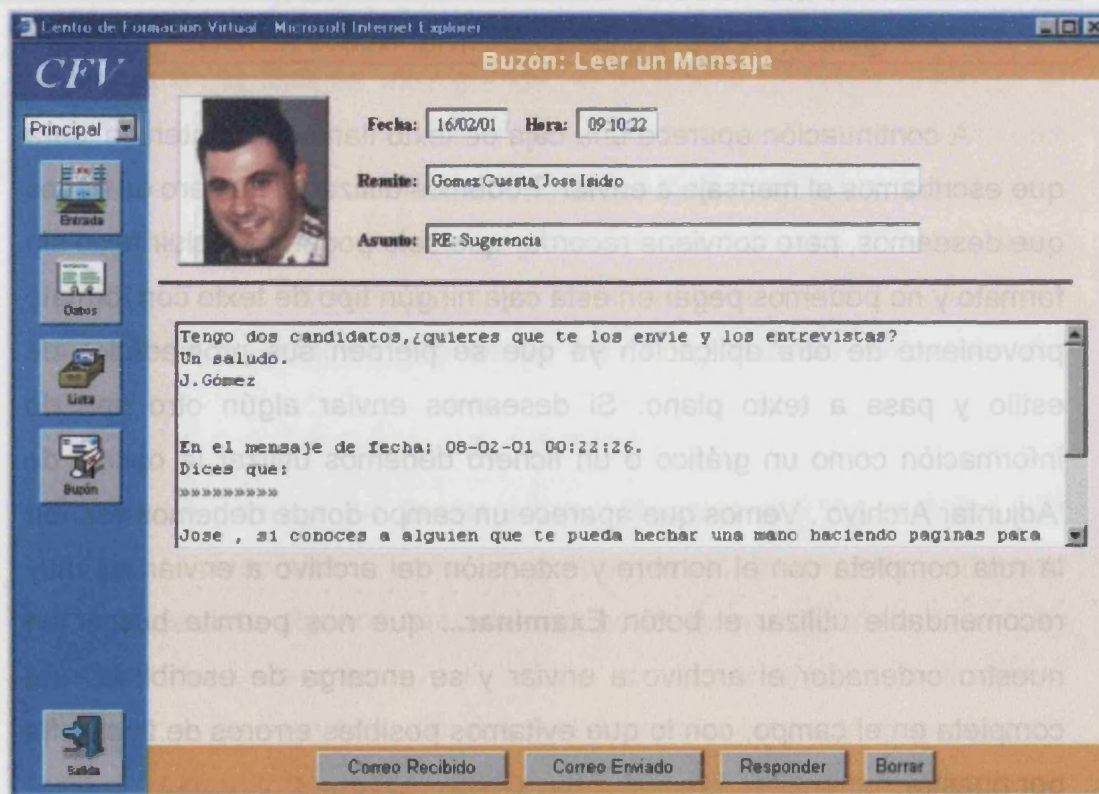 Centro de Formación Virtual - Microsoft Internet Explorer
CFV
Buzón: Leer un Mensaje
Principal
Fecha: 16/02/01 Hora: 09:10:22
Entrada
Remite: Gomez Cuesta, Jose Isidro
Asunto: RE: Sugerencia
Datos
Lista
Buzón
Tengo dos candidatos,¿quieres que te los envie y los entrevistas?
Un saludo.
J.Gómez
En el mensaje de fecha: 08-02-01 00:22:26.
Dices que:
»»»»»»»»»
Jose , si conoces a alguien que te pueda hechar una mano haciendo paginas para
Salida
Correo Recibido Correo Enviado Responder Borrar